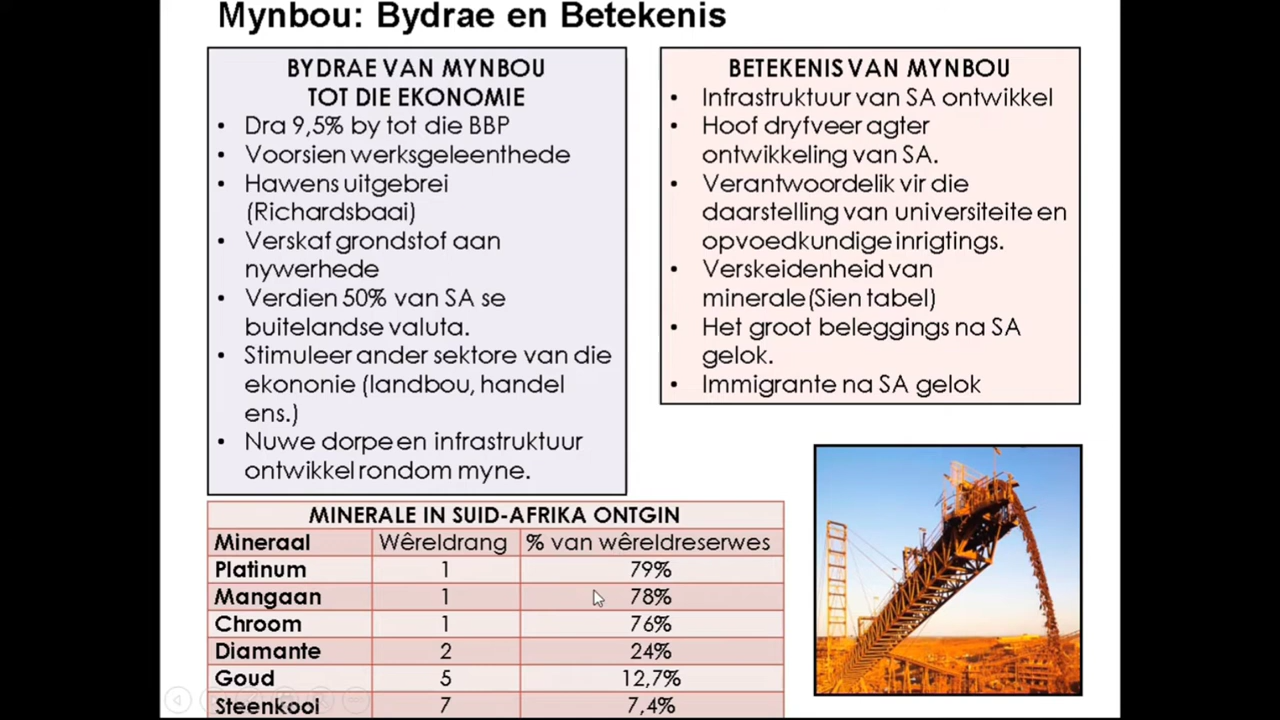 Mynbou: Bydrae en Betekenis
BYDRAE VAN MYNBOU
TOT DIE EKONOMIE
• Dra 9,5% by tot die BBP
• Voorsien werksgeleenthede
• Hawens uitgebrei
(Richardsbaai)
• Verskaf grondstof aan
nywerhede
• Verdien 50% van SA se
buitelandse valuta.
• Stimuleer ander sektore van die
ekononie (landbou, handel
ens.)
• Nuwe dorpe en infrastruktuur
ontwikkel rondom myne.
BETEKENIS VAN MYNBOU
• Infrastruktuur van SA ontwikkel
• Hoof dryfveer agter
ontwikkeling van SA.
• Verantwoordelik vir die
daarstelling van universiteite en
opvoedkundige inrigtings.
• Verskeidenheid van
minerale(Sien tabel)
• Het groot beleggings na SA
gelok.
• Immigrante na SA gelok
MINERALE IN SUID-AFRIKA ONTGIN
Mineraal Wêreldrang % van wêreldreserwes
Platinum 1 79%
Mangaan 1 78%
Chroom 1 76%
Diamante 2 24%
Goud 5 12,7%
Steenkool 7 7,4%